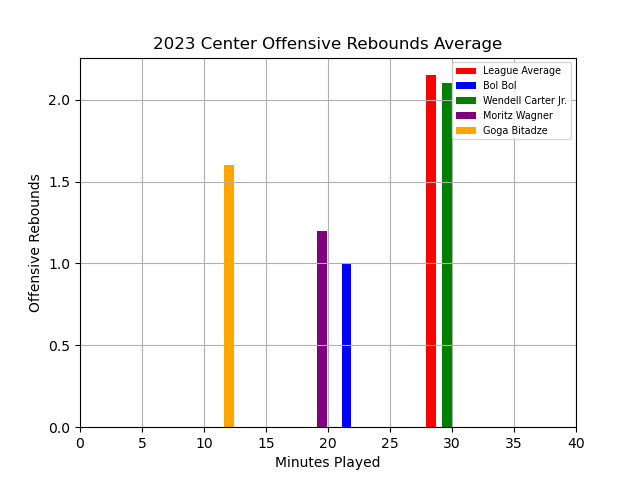 2023 Center Offensive Rebounds Average
League Average
Bol Bol
Wendell Carter Jr.
Moritz Wagner
Goga Bitadze
Offensive Rebounds
2.0
1.5
1.0
0.5
0.0
0 5 10 15 20 25 30 35 40
Minutes Played